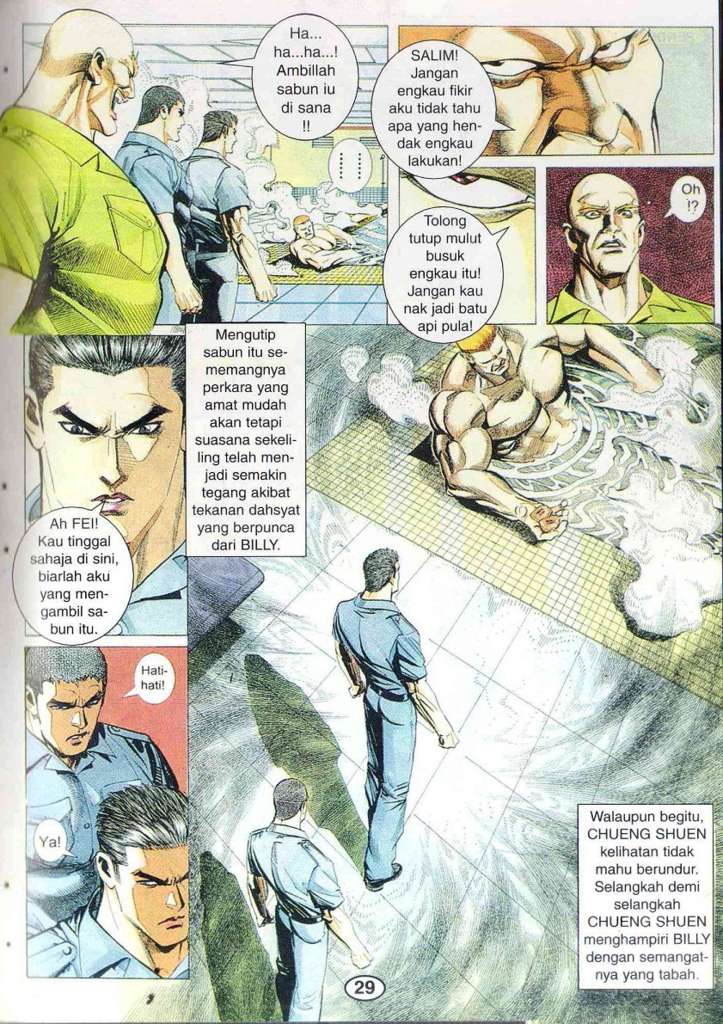 Ha...
ha...ha...!
Ambillah
sabun iu
di sana
!!
SALIM!
Jangan
engkau fikir
aku tidak tahu
apa yang hen-
dak engkau
lakukan!
Tolong
tutup mulut
busuk
engkau itu!
Jangan kau
nak jadi batu
api pula!
Oh
!?
Ah FEI!
Kau tinggal
sahaja di sini,
biarlah aku
yang men-
gambil sa-
bun itu.
Mengutip
sabun itu se-
memangnya
perkara yang
amat mudah
akan tetapi
suasana sekeli-
ling telah men-
jadi semakin
tegang akibat
tekanan dahsyat
yang berpunca
dari BILLY.
Hati-
hati!
Ya!
Walaupun begitu,
CHUENG SHUEN
kelihatan tidak
mahu berundur.
Selangkah demi
selangkah
CHUENG SHUEN
menghampiri BILLY
dengan semangat-
nya yang tabah.
29